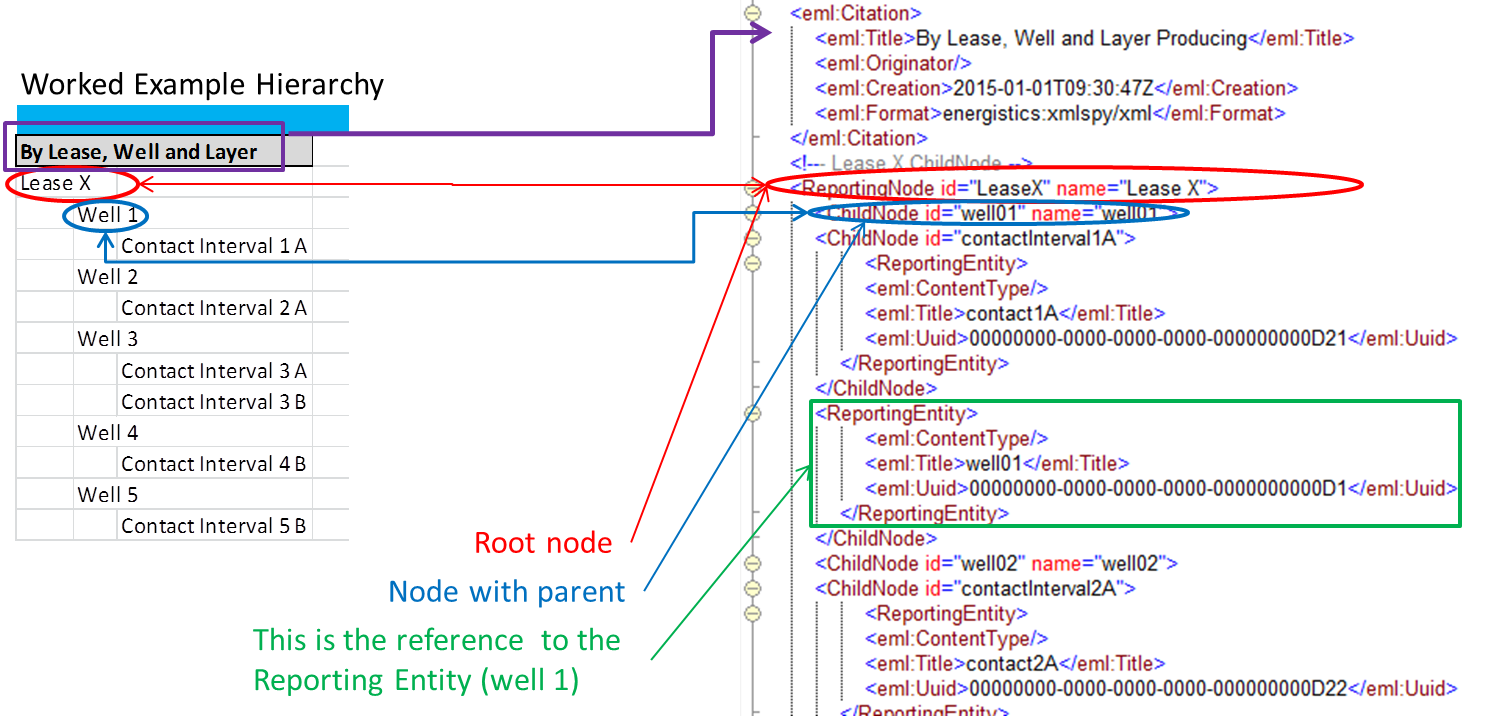 Worked Example Hierarchy
By Lease, Well and Layer
Lease X
Well 1
Contact Interval 1 A
Well 2
Contact Interval 2 A
Well 3
Contact Interval 3 A
Contact Interval 3 B
Well 4
Contact Interval 4 B
Well 5
Contact Interval 5 B
Root node
Node with parent
This is the reference to the
Reporting Entity (well 1)
<eml:Citation>
<eml:Title>By Lease, Well and Layer Producing</eml:Title>
<eml:Originator/>
<eml:Creation>2015-01-01T09:30:47Z</eml:Creation>
<eml:Format>energistics:xmlspy/xml</eml:Format>
</eml:Citation>
<!--- Lease X ChildNode -->
<ReportingNode id="LeaseX" name="Lease X">
<ChildNode id="well01" name="well01">
<ChildNode id="contactInterval1A">
<ReportingEntity>
<eml:ContentType/>
<eml:Title>contact1A</eml:Title>
<eml:Uuid>00000000-0000-0000-0000-000000000D21</eml:Uuid>
</ReportingEntity>
</ChildNode>
<ReportingEntity>
<eml:ContentType/>
<eml:Title>well01</eml:Title>
<eml:Uuid>00000000-0000-0000-0000-0000000000D1</eml:Uuid>
</ReportingEntity>
</ChildNode>
<ChildNode id="well02" name="well02">
<ChildNode id="contactInterval2A">
<ReportingEntity>
<eml:ContentType/>
<eml:Title>contact2A</eml:Title>
<eml:Uuid>00000000-0000-0000-0000-000000000D22</eml:Uuid>
</ReportingEntity>